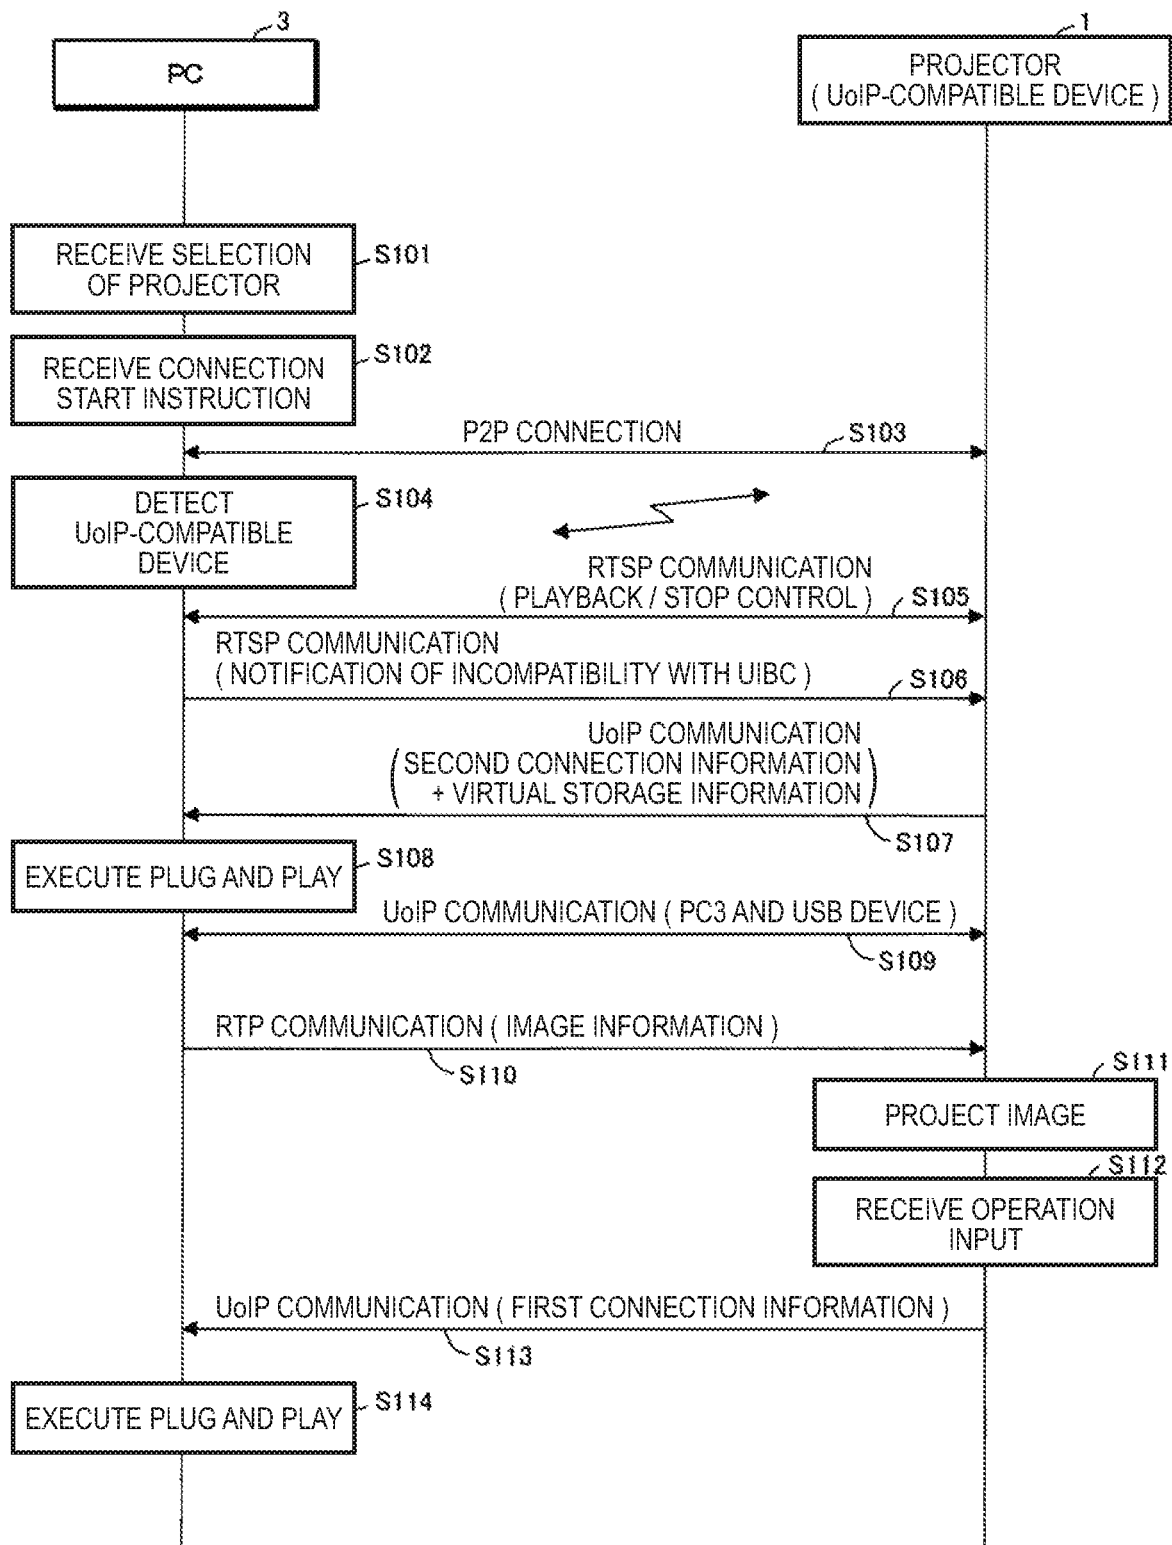 3
PC
1
PROJECTOR
( UoIP-COMPATIBLE DEVICE )
RECEIVE SELECTION
OF PROJECTOR
S101
RECEIVE CONNECTION
START INSTRUCTION
S102
P2P CONNECTION
S103
DETECT
UoIP-COMPATIBLE
DEVICE
S104
RTSP COMMUNICATION
( PLAYBACK / STOP CONTROL )
S105
RTSP COMMUNICATION
( NOTIFICATION OF INCOMPATIBILITY WITH UIBC )
S106
UoIP COMMUNICATION
( SECOND CONNECTION INFORMATION
+ VIRTUAL STORAGE INFORMATION )
S107
EXECUTE PLUG AND PLAY
S108
UoIP COMMUNICATION ( PC3 AND USB DEVICE )
S109
RTP COMMUNICATION ( IMAGE INFORMATION )
S110
S111
PROJECT IMAGE
S112
RECEIVE OPERATION
INPUT
UoIP COMMUNICATION ( FIRST CONNECTION INFORMATION )
S113
EXECUTE PLUG AND PLAY
S114